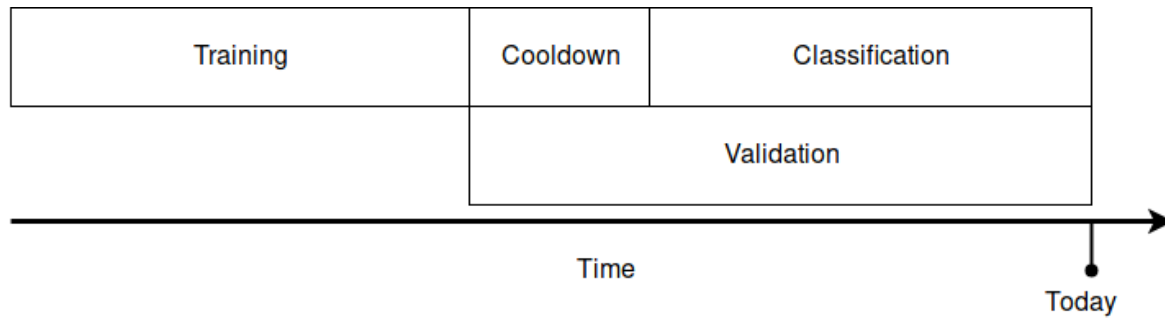 Training
Cooldown
Classification
Validation
Time
Today